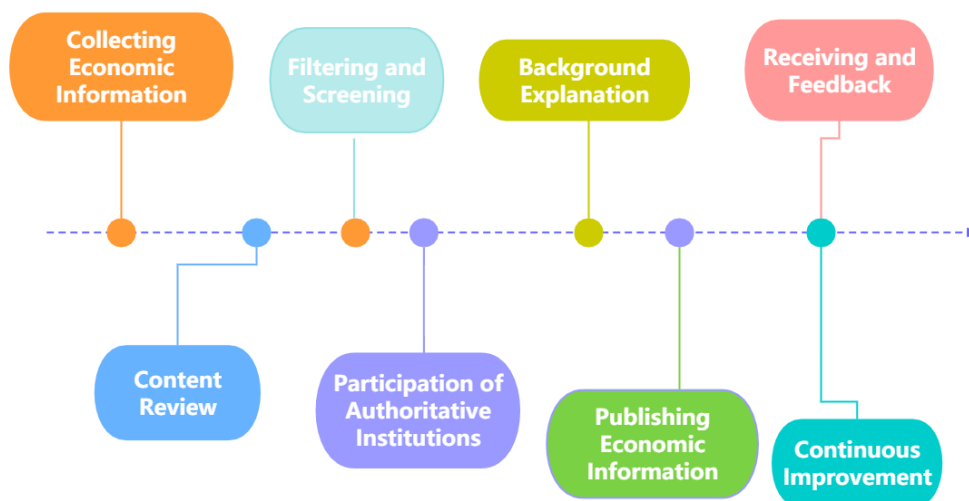 Collecting
Economic
Information
Filtering and
Screening
Background
Explanation
Receiving and
Feedback
Content
Review
Participation of
Authoritative
Institutions
Publishing
Economic
Information
Continuous
Improvement